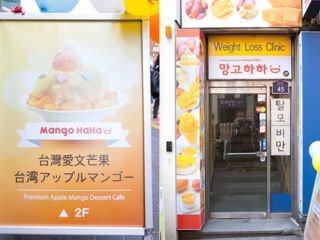 Mango HaHa
台灣愛文芒果
台湾アップルマンゴー
Premium Apple Mango Dessert Cafe
▲ 2F
Weight Loss Clinic
망고하하
45
탈모비만